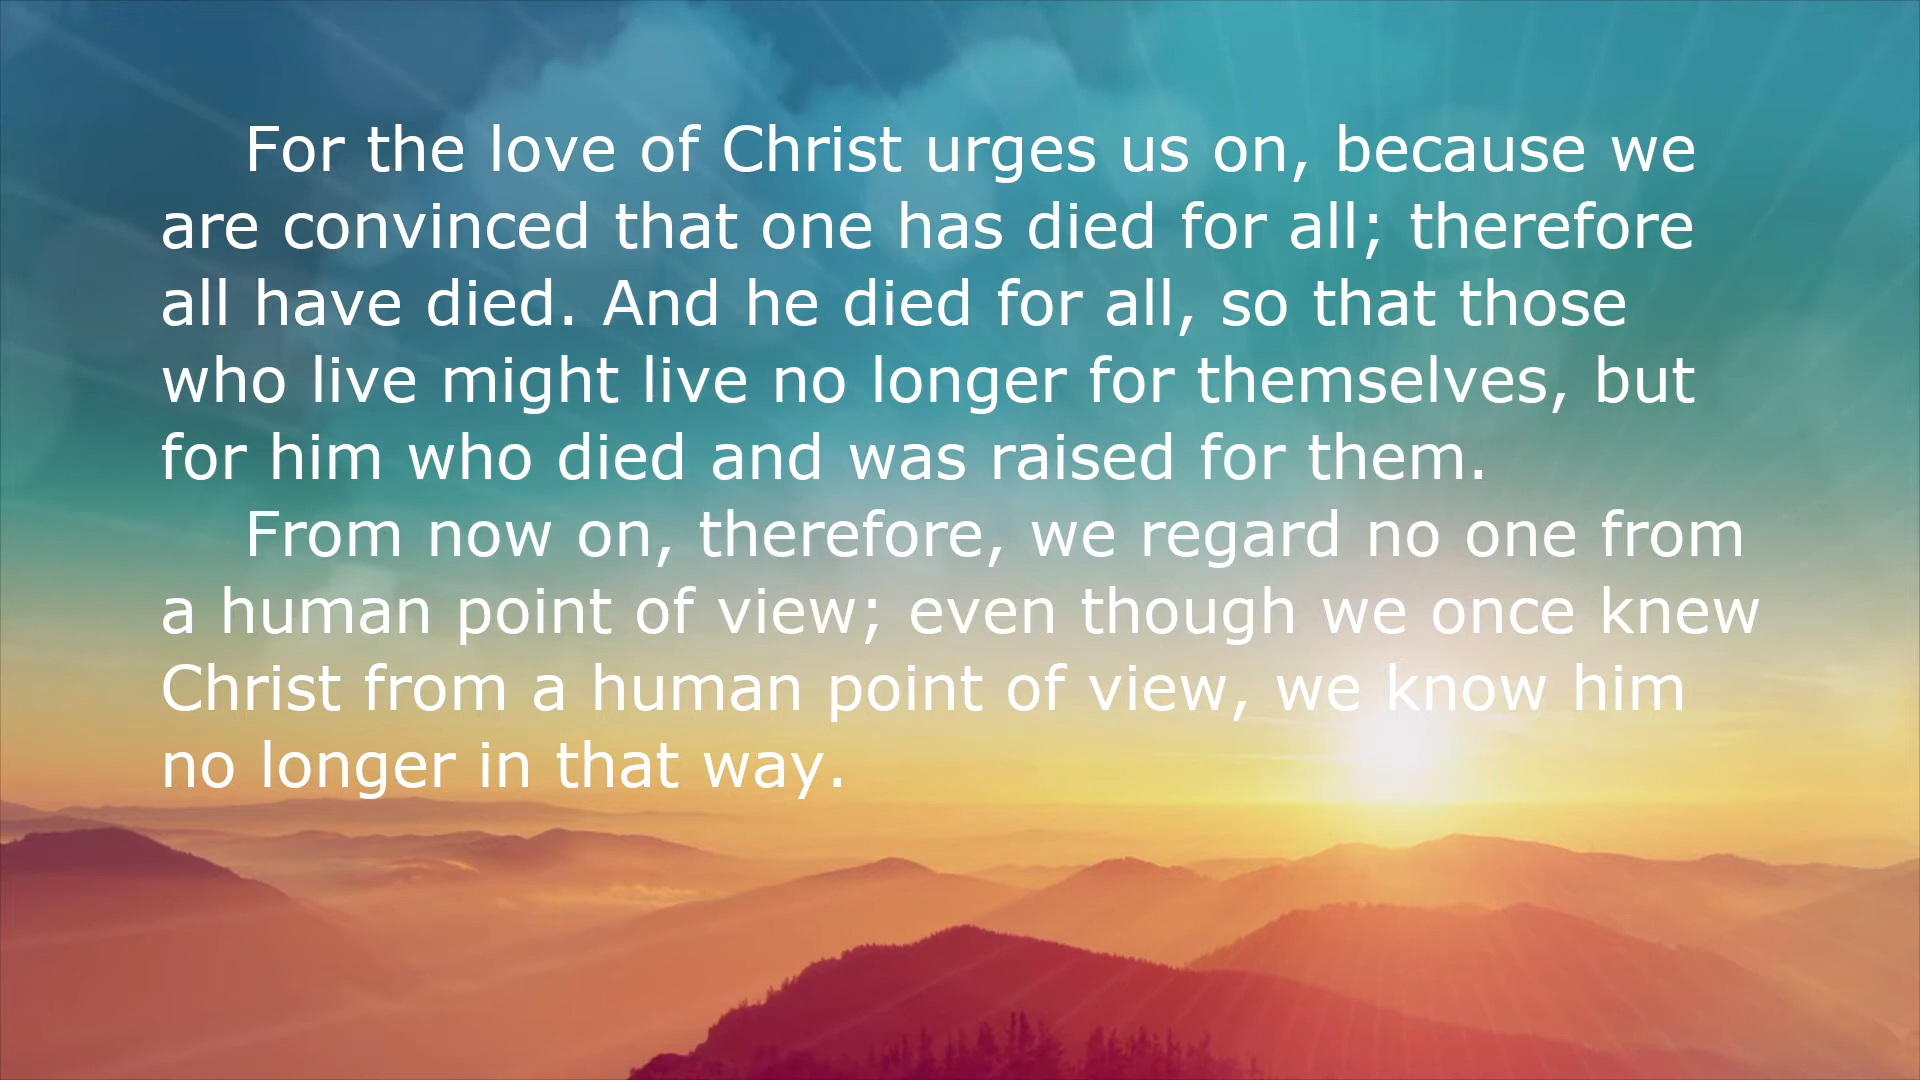 For the love of Christ urges us on, because we
are convinced that one has died for all; therefore
all have died. And he died for all, so that those
who live might live no longer for themselves, but
for him who died and was raised for them.
From now on, therefore, we regard no one from
a human point of view; even though we once knew
Christ from a human point of view, we know him
no longer in that way.